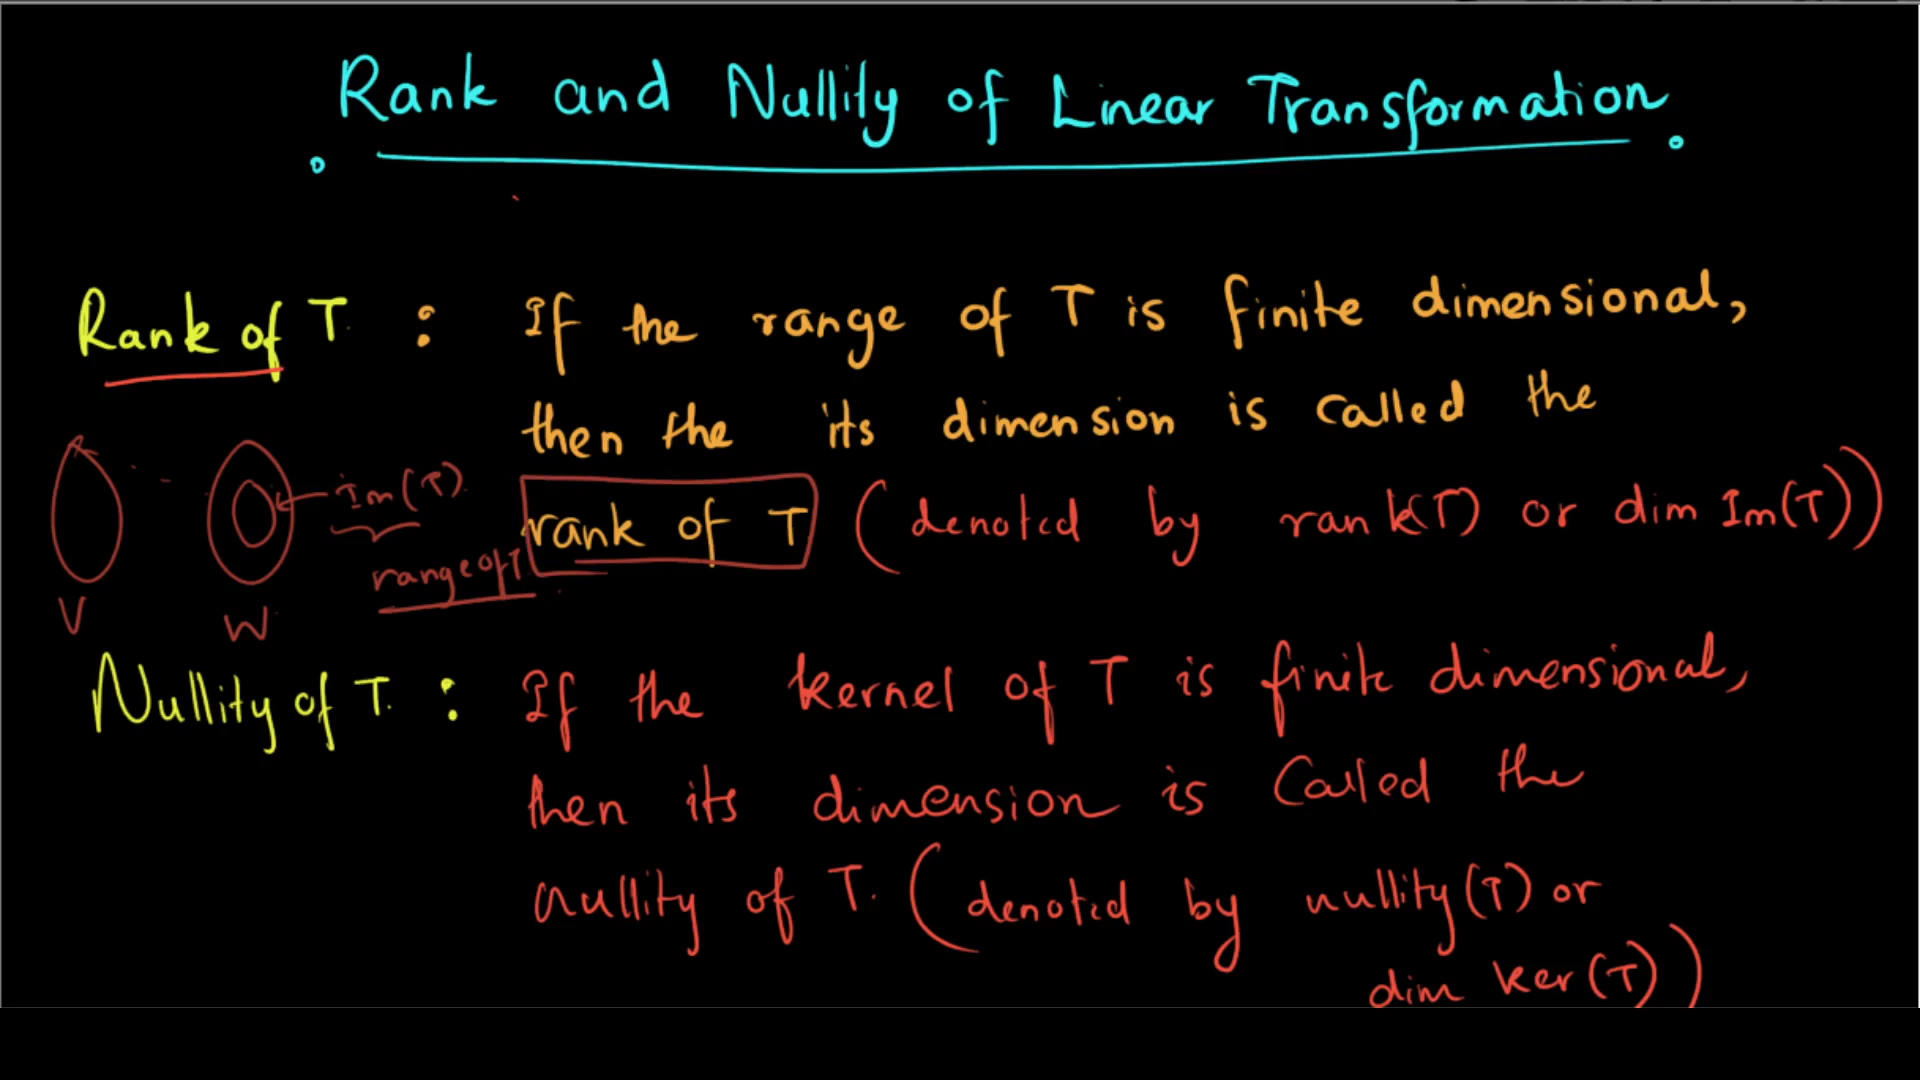 Rank and Nullity of Linear Transformation
Rank of T : If the range of T is finite dimensional,
then the its dimension is called the
rank of T (denoted by rank(T) or dim Im(T))
Im(T).
range of T
V
W
Nullity of T. : If the kernel of T is finite dimensional,
then its dimension is called the
nullity of T. (denoted by nullity(T) or
dim ker(T))